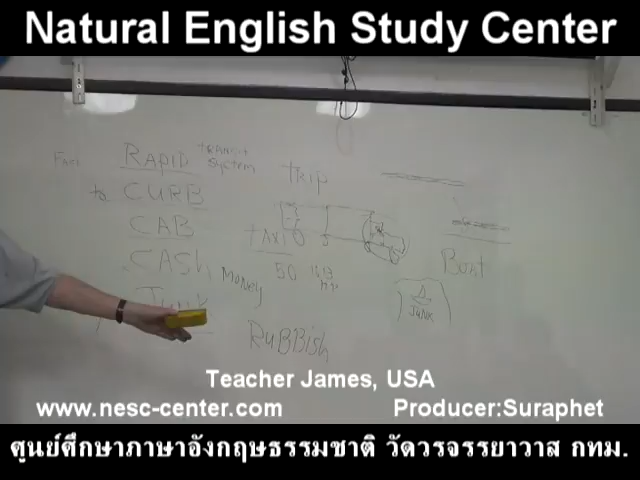 Natural English Study Center
Fast RAPID TRANSIT System TRIP
to CURB
CAB TAXI
CASH MONEY 50
Boat
JUNK
RuBBish
Teacher James, USA
www.nesc-center.com Producer:Suraphet
ศูนย์ศึกษาภาษาอังกฤษธรรมชาติ วัดวรจรรยาวาส กทม.